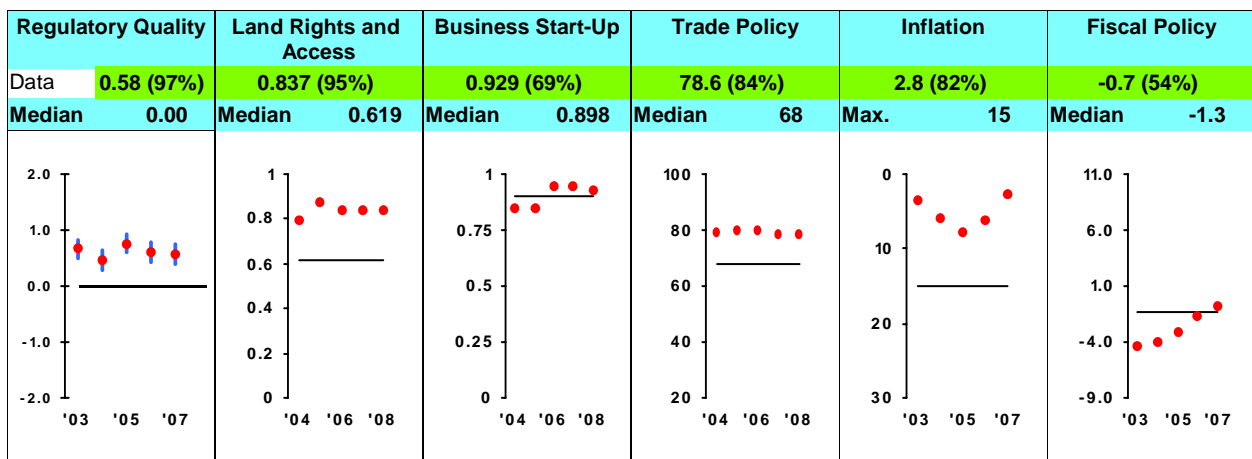 Regulatory Quality
Data 0.58 (97%)
Median 0.00
2.0
1.0
0.0
-1.0
-2.0
'03 '05 '07
Land Rights and
Access
0.837 (95%)
Median 0.619
1
0.8
0.6
0.4
0.2
0
'04 '06 '08
Business Start-Up
0.929 (69%)
Median 0.898
1
0.75
0.5
0.25
0
'04 '06 '08
Trade Policy
78.6 (84%)
Median 68
100
80
60
40
20
'04 '06 '08
Inflation
2.8 (82%)
Max. 15
0
10
20
30
'03 '05 '07
Fiscal Policy
-0.7 (54%)
Median -1.3
11.0
6.0
1.0
-4.0
-9.0
'03 '05 '07